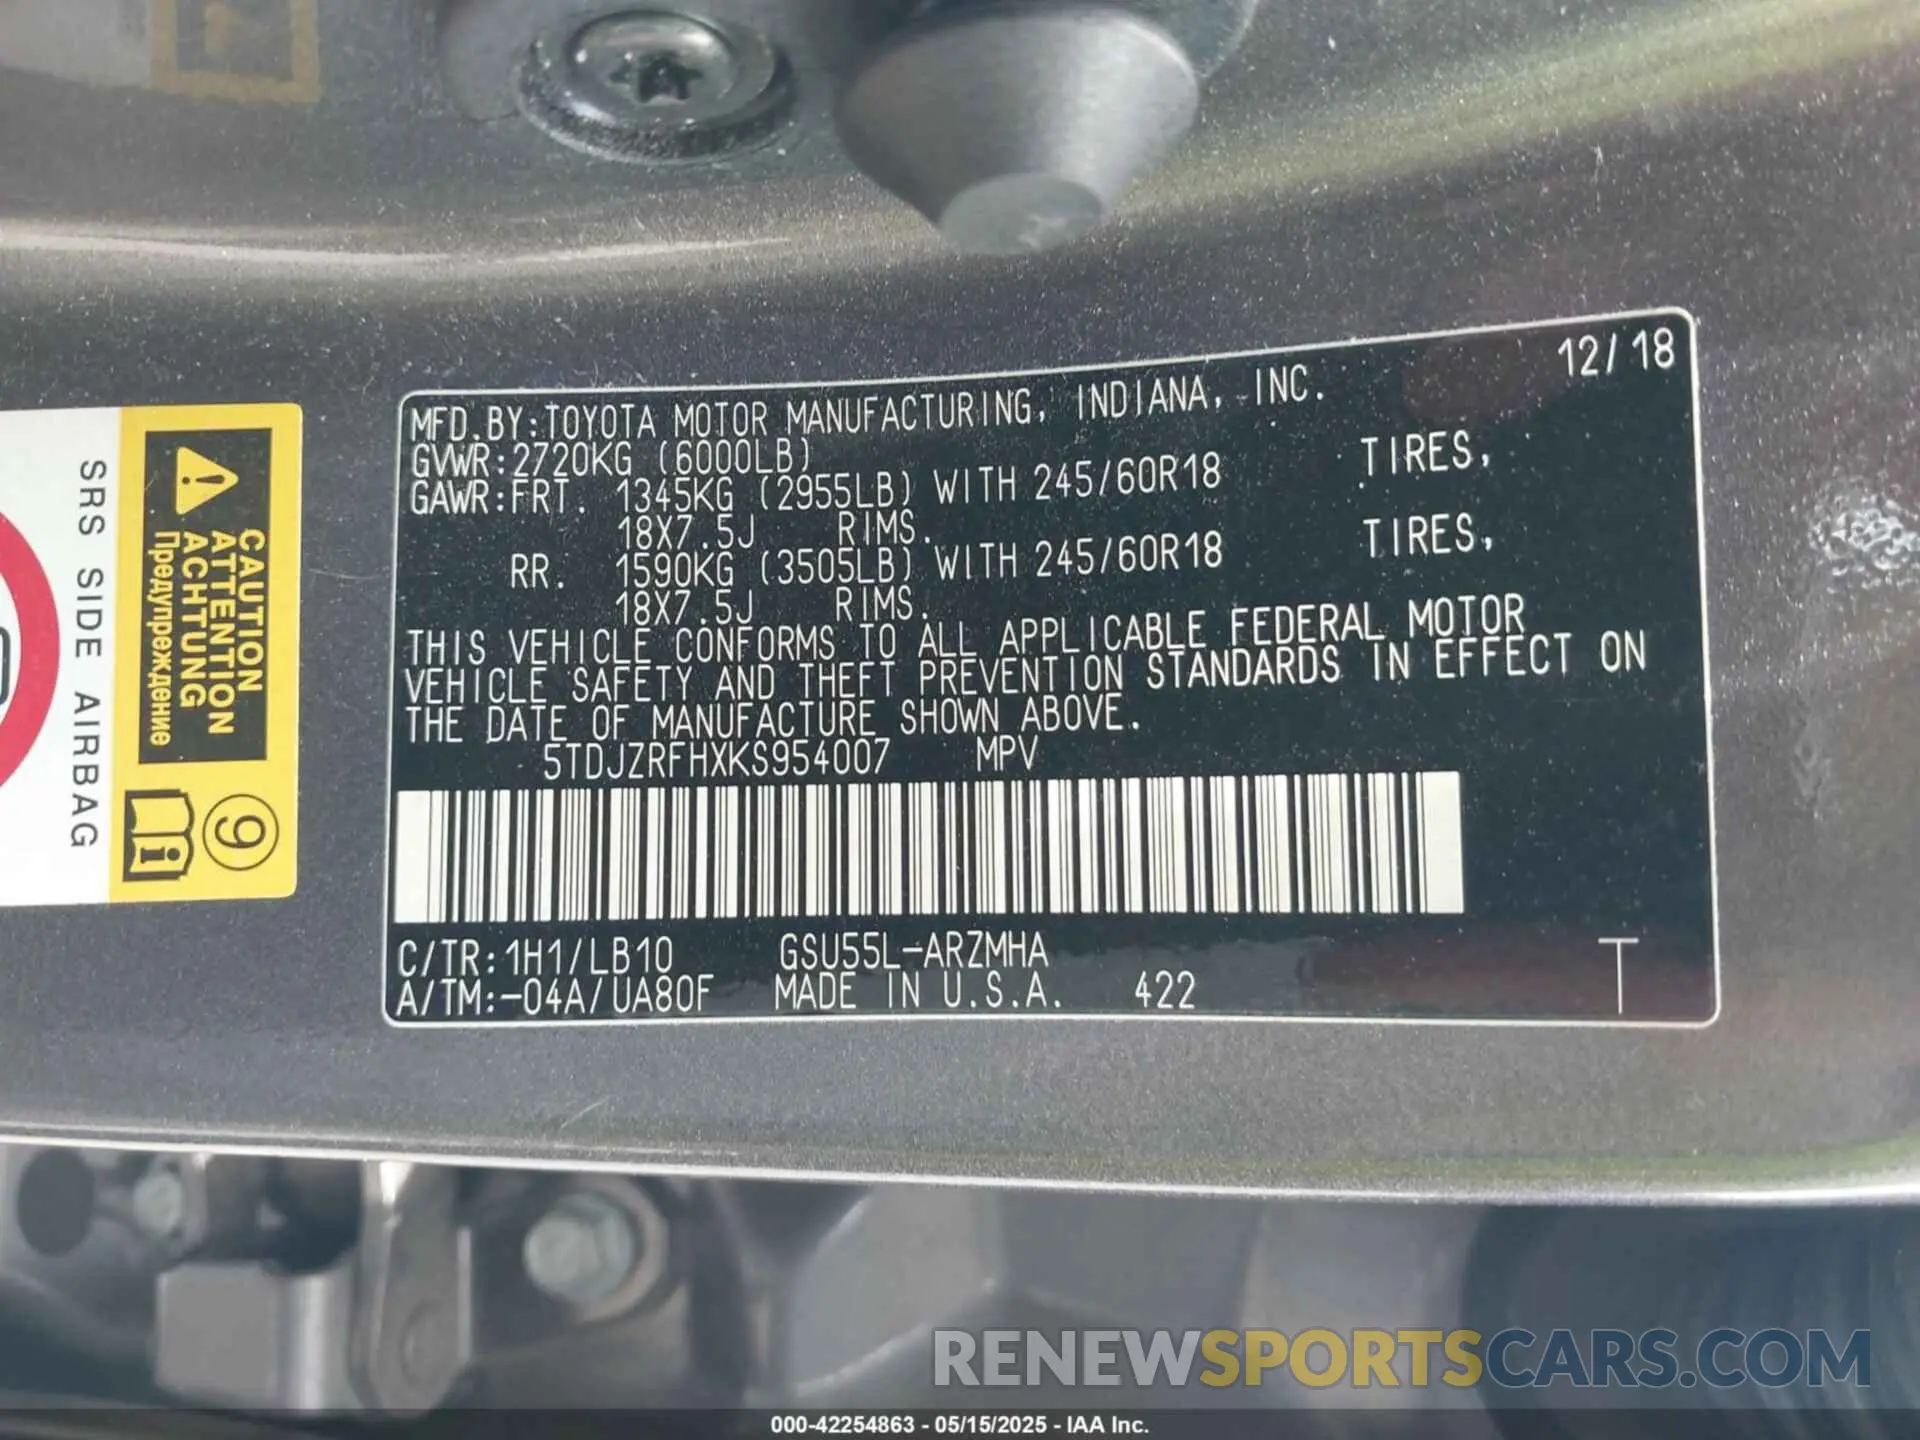 12/18
MFD.BY:TOYOTA MOTOR MANUFACTURING, INDIANA, INC.
GVWR:2720KG (6000LB)
GAWR:FRT. 1345KG (2955LB) WITH 245/60R18 TIRES,
18X7.5J RIMS.
RR. 1590KG (3505LB) WITH 245/60R18 TIRES,
18X7.5J RIMS.
THIS VEHICLE CONFORMS TO ALL APPLICABLE FEDERAL MOTOR
VEHICLE SAFETY AND THEFT PREVENTION STANDARDS IN EFFECT ON
THE DATE OF MANUFACTURE SHOWN ABOVE.
5TDJZRFHXKS954007 MPV
C/TR:1H1/LB10 GSU55L-ARZMHA
A/TM:-04A/UA80F MADE IN U.S.A. 422
T
CAUTION
ATTENTION
ACHTUNG
Предупреждение
9
SRS SIDE AIRBAG
RENEWSPORTSCARS.COM
000-42254863 - 05/15/2025 - IAA Inc.